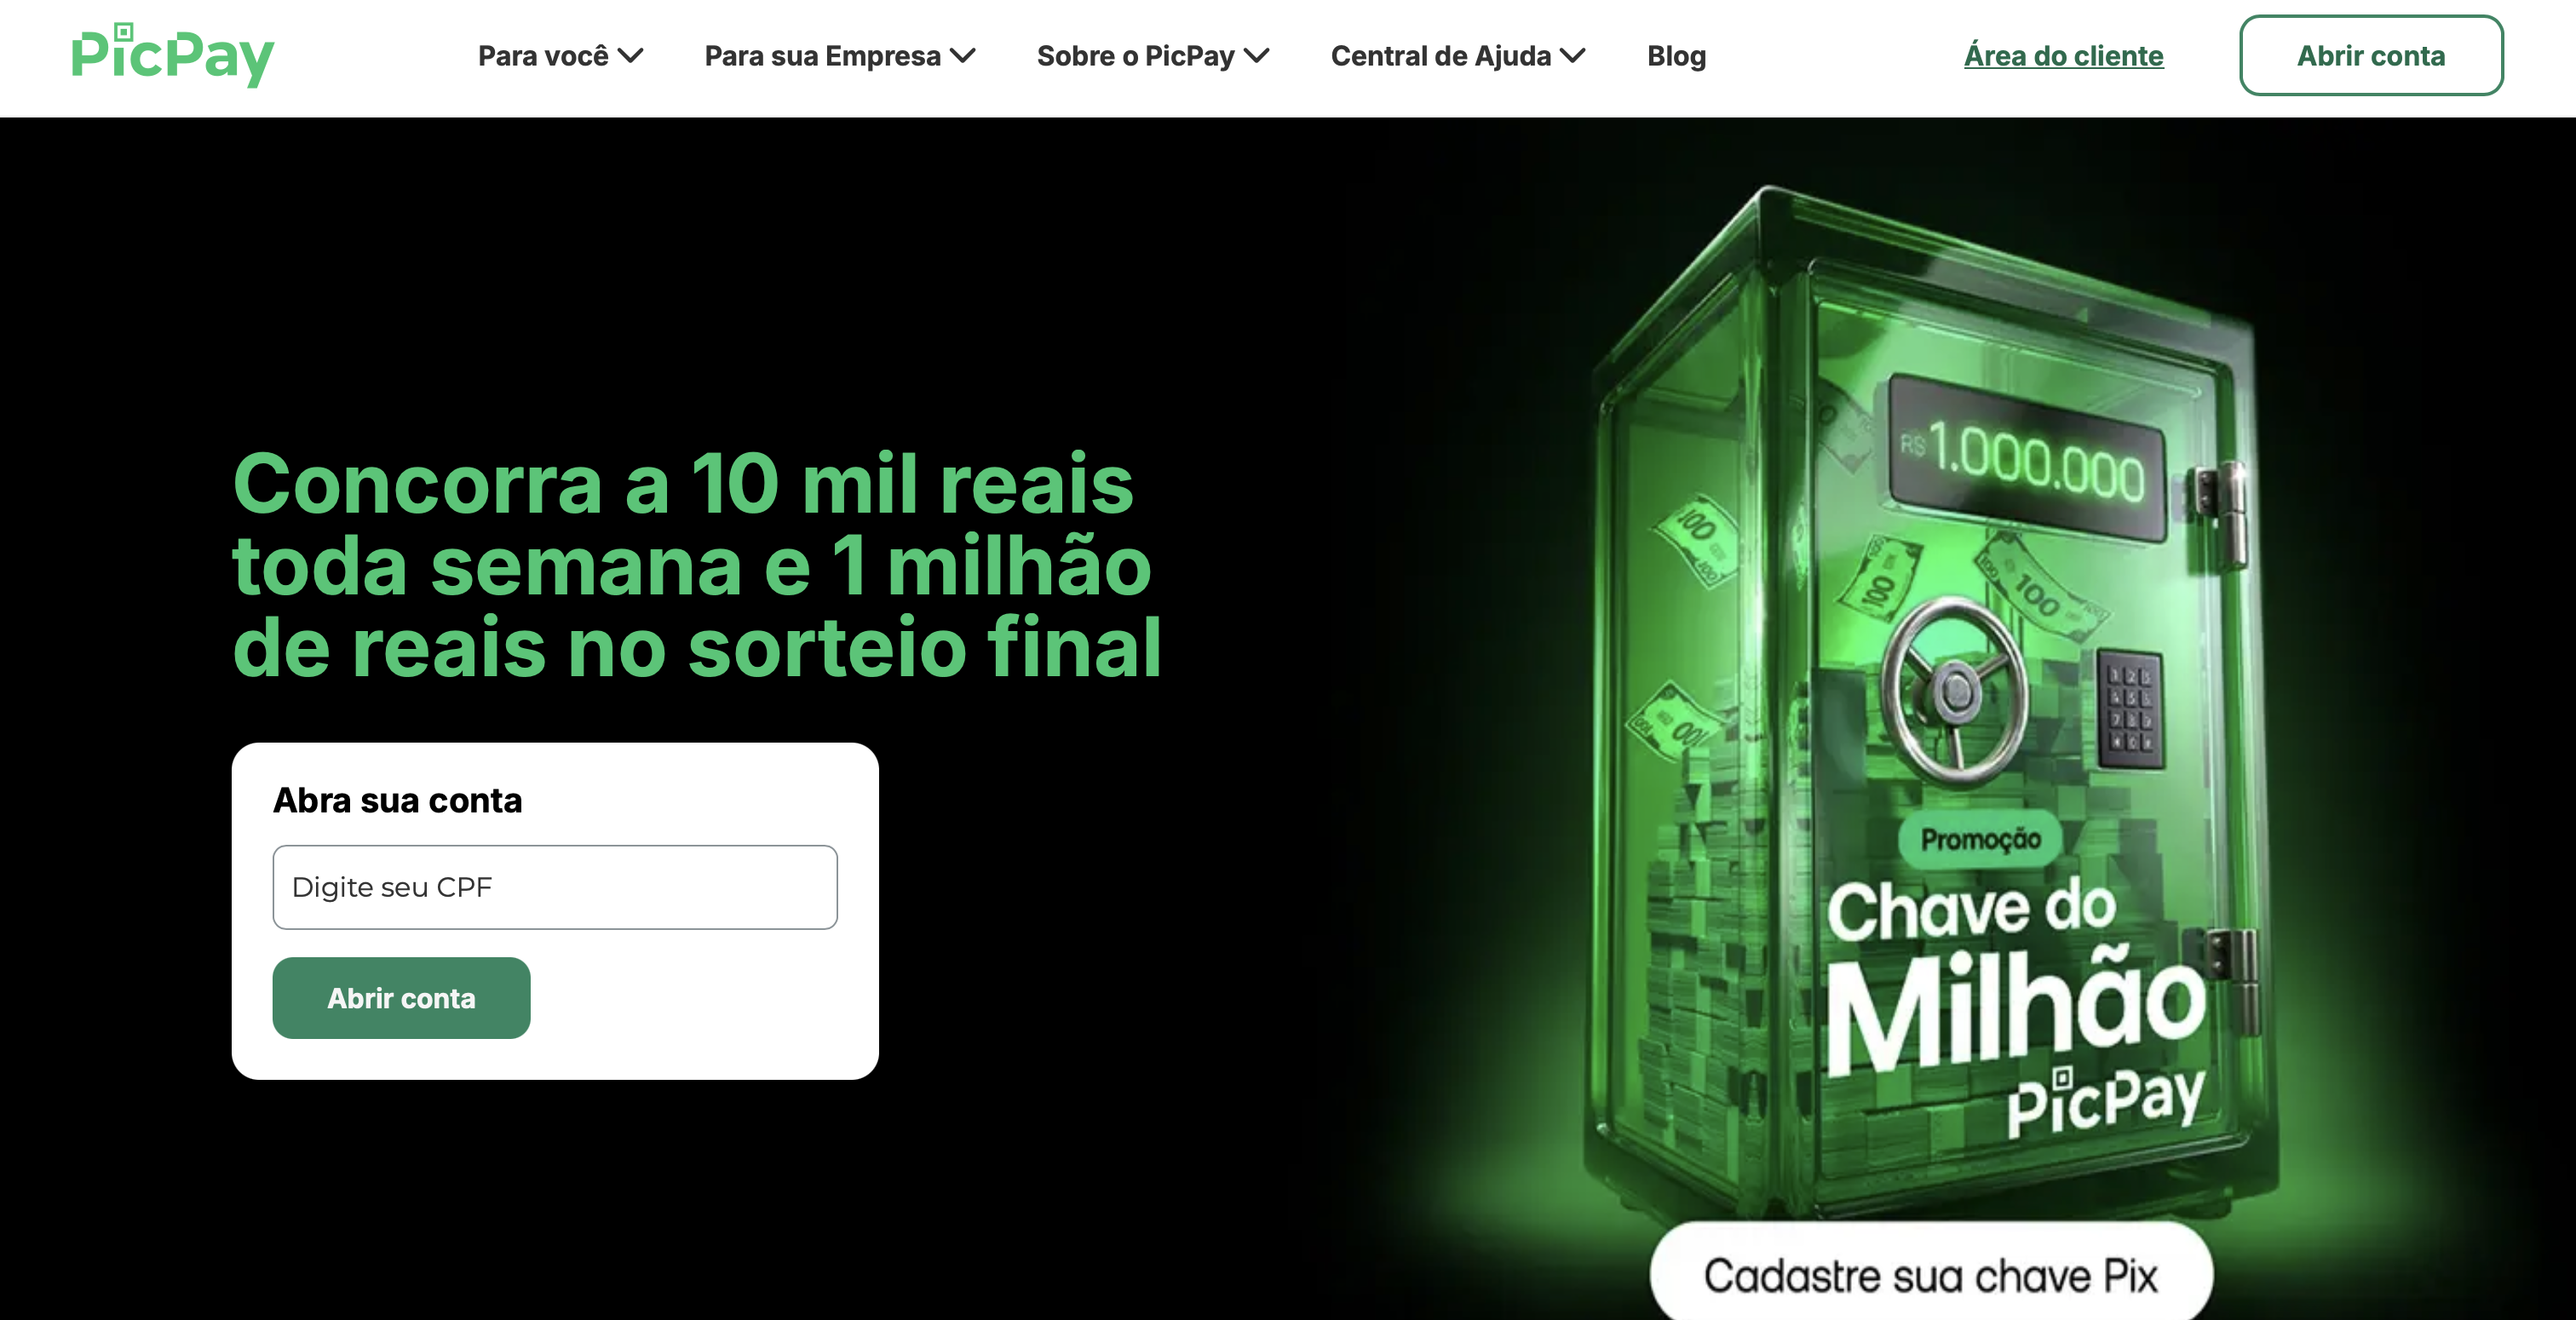 PicPay
Para você
Para sua Empresa
Sobre o PicPay
Central de Ajuda
Blog
Área do cliente
Abrir conta
Concorra a 10 mil reais
toda semana e 1 milhão
de reais no sorteio final
Abra sua conta
Digite seu CPF
Abrir conta
R$ 1.000.000
100
100
100
100
Promoção
Chave do
Milhão
PicPay
Cadastre sua chave Pix